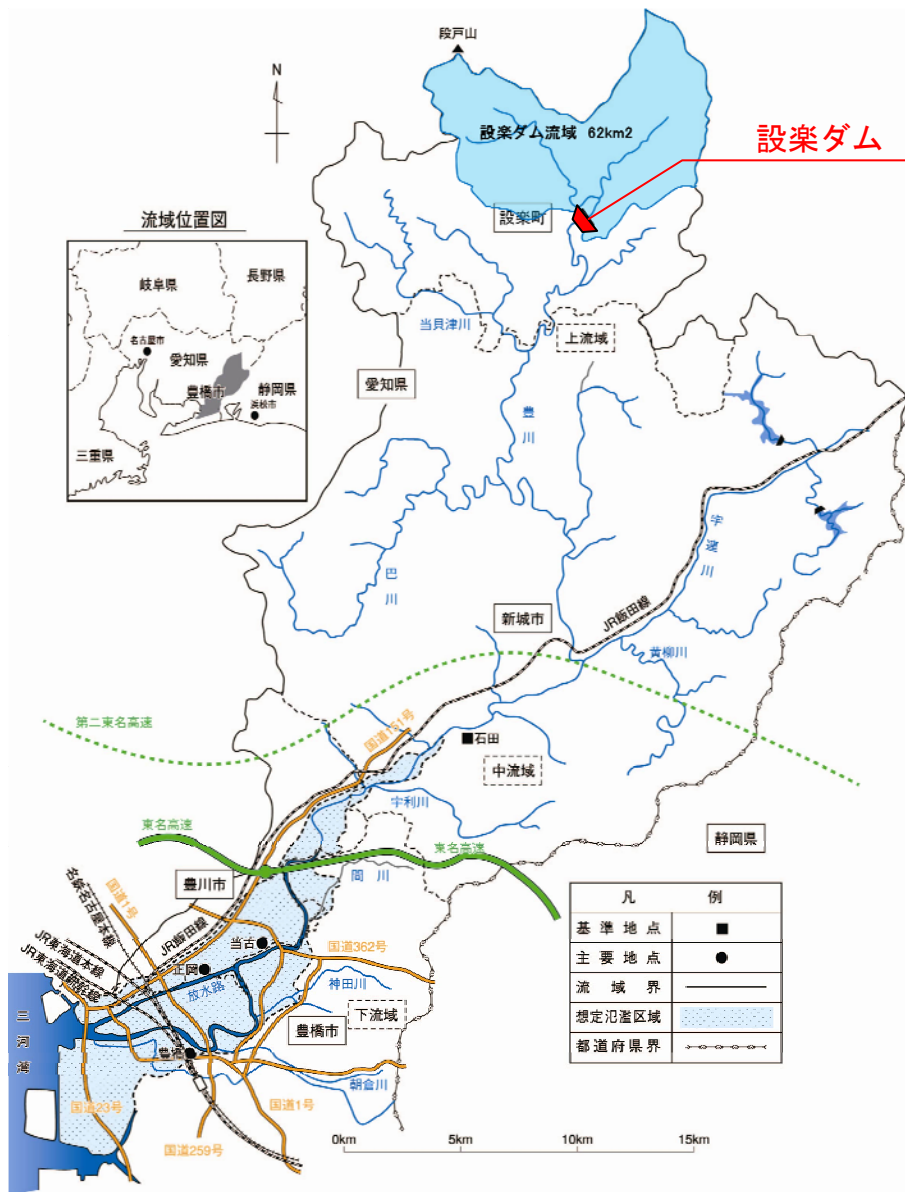 段戸山
N
設楽ダム流域 62km2
設楽ダム
設楽町
流域位置図
長野県
岐阜県
名古屋市
愛知県
豊橋市
静岡県
浜松市
三重県
当貝津川
上流域
愛知県
豊川
宇連川
巴川
新城市
JR飯田線
黄柳川
第二東名高速
国道151号
石田
中流域
宇利川
静岡県
東名高速
東名高速
豊川市
間川
名鉄名古屋本線
国道1号
JR飯田線
当古
国道362号
JR東海道本線
JR東海道新幹線
正岡
放水路
神田川
下流域
豊橋市
三河湾
豊橋
朝倉川
国道23号
国道1号
国道259号
凡 例
基準地点
主要地点
流域界
想定氾濫区域
都道府県界
0km 5km 10km 15km